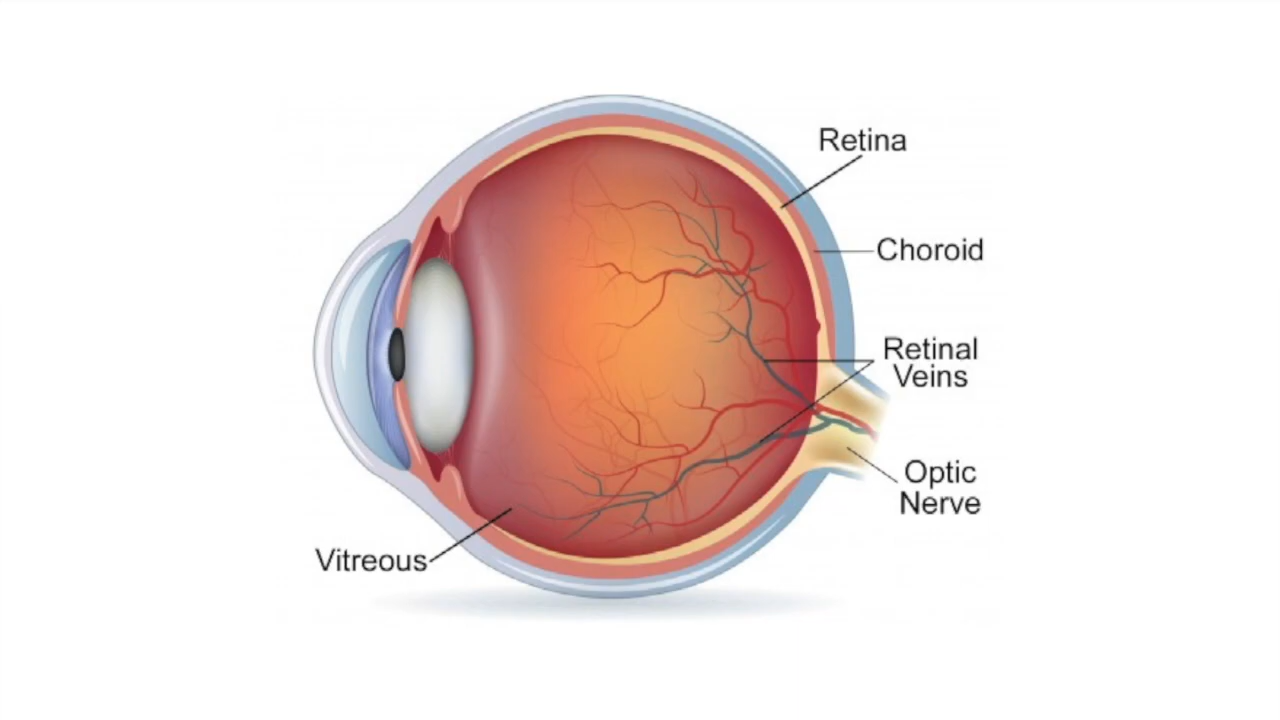 Retina
Choroid
Retinal
Veins
Optic
Nerve
Vitreous